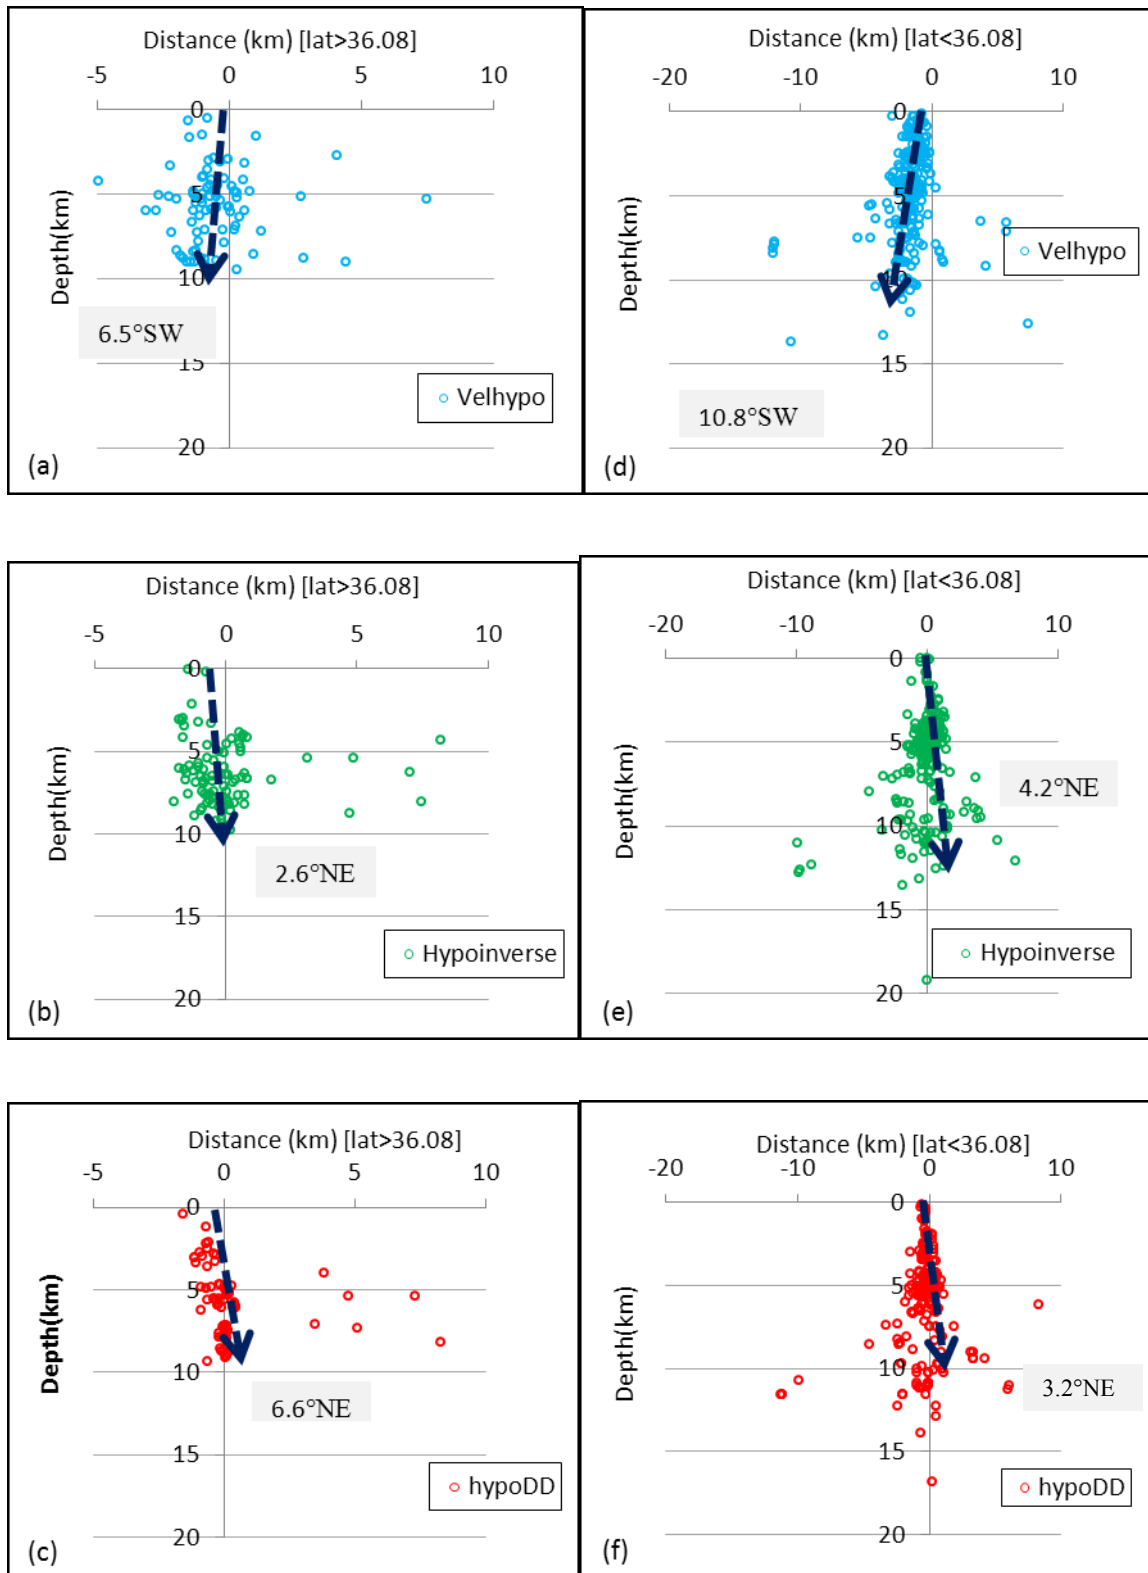 Distance (km) [lat>36.08]
-5 0 5 10
0
5
10
15
20
Depth(km)
6.5°SW
Velhypo
(a)
Distance (km) [lat<36.08]
-20 -10 0 10
0
5
10
15
20
Depth(km)
Velhypo
10.8°SW
(d)
Distance (km) [lat>36.08]
-5 0 5 10
0
5
10
15
20
Depth(km)
2.6°NE
Hypoinverse
(b)
Distance (km) [lat<36.08]
-20 -10 0 10
0
5
10
15
20
Depth(km)
4.2°NE
Hypoinverse
(e)
Distance (km) [lat>36.08]
-5 0 5 10
0
5
10
15
20
Depth(km)
6.6°NE
hypoDD
(c)
Distance (km) [lat<36.08]
-20 -10 0 10
0
5
10
15
20
Depth(km)
3.2°NE
hypoDD
(f)